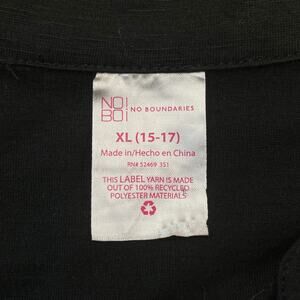 NO!
BO!
NO BOUNDARIES
XL (15-17)
Made in/Hecho en China
RN# 52469 3S1
THIS LABEL YARN IS MADE
OUT OF 100% RECYCLED
POLYESTER MATERIALS